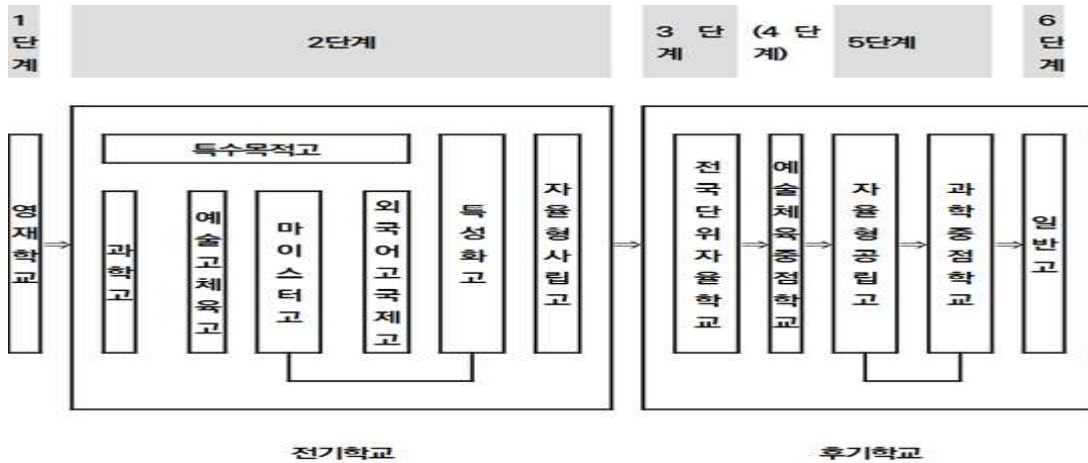 1단계
2단계
3 단계
(4 단계)
5단계
6단계
영재학교
특수목적고
과학고
예술고체육고
마이스터고
외국어고국제고
특성화고
자율형사립고
전국단위자율학교
예술체육중점학교
자율형공립고
과학중점학교
일반고
전기학교
후기학교